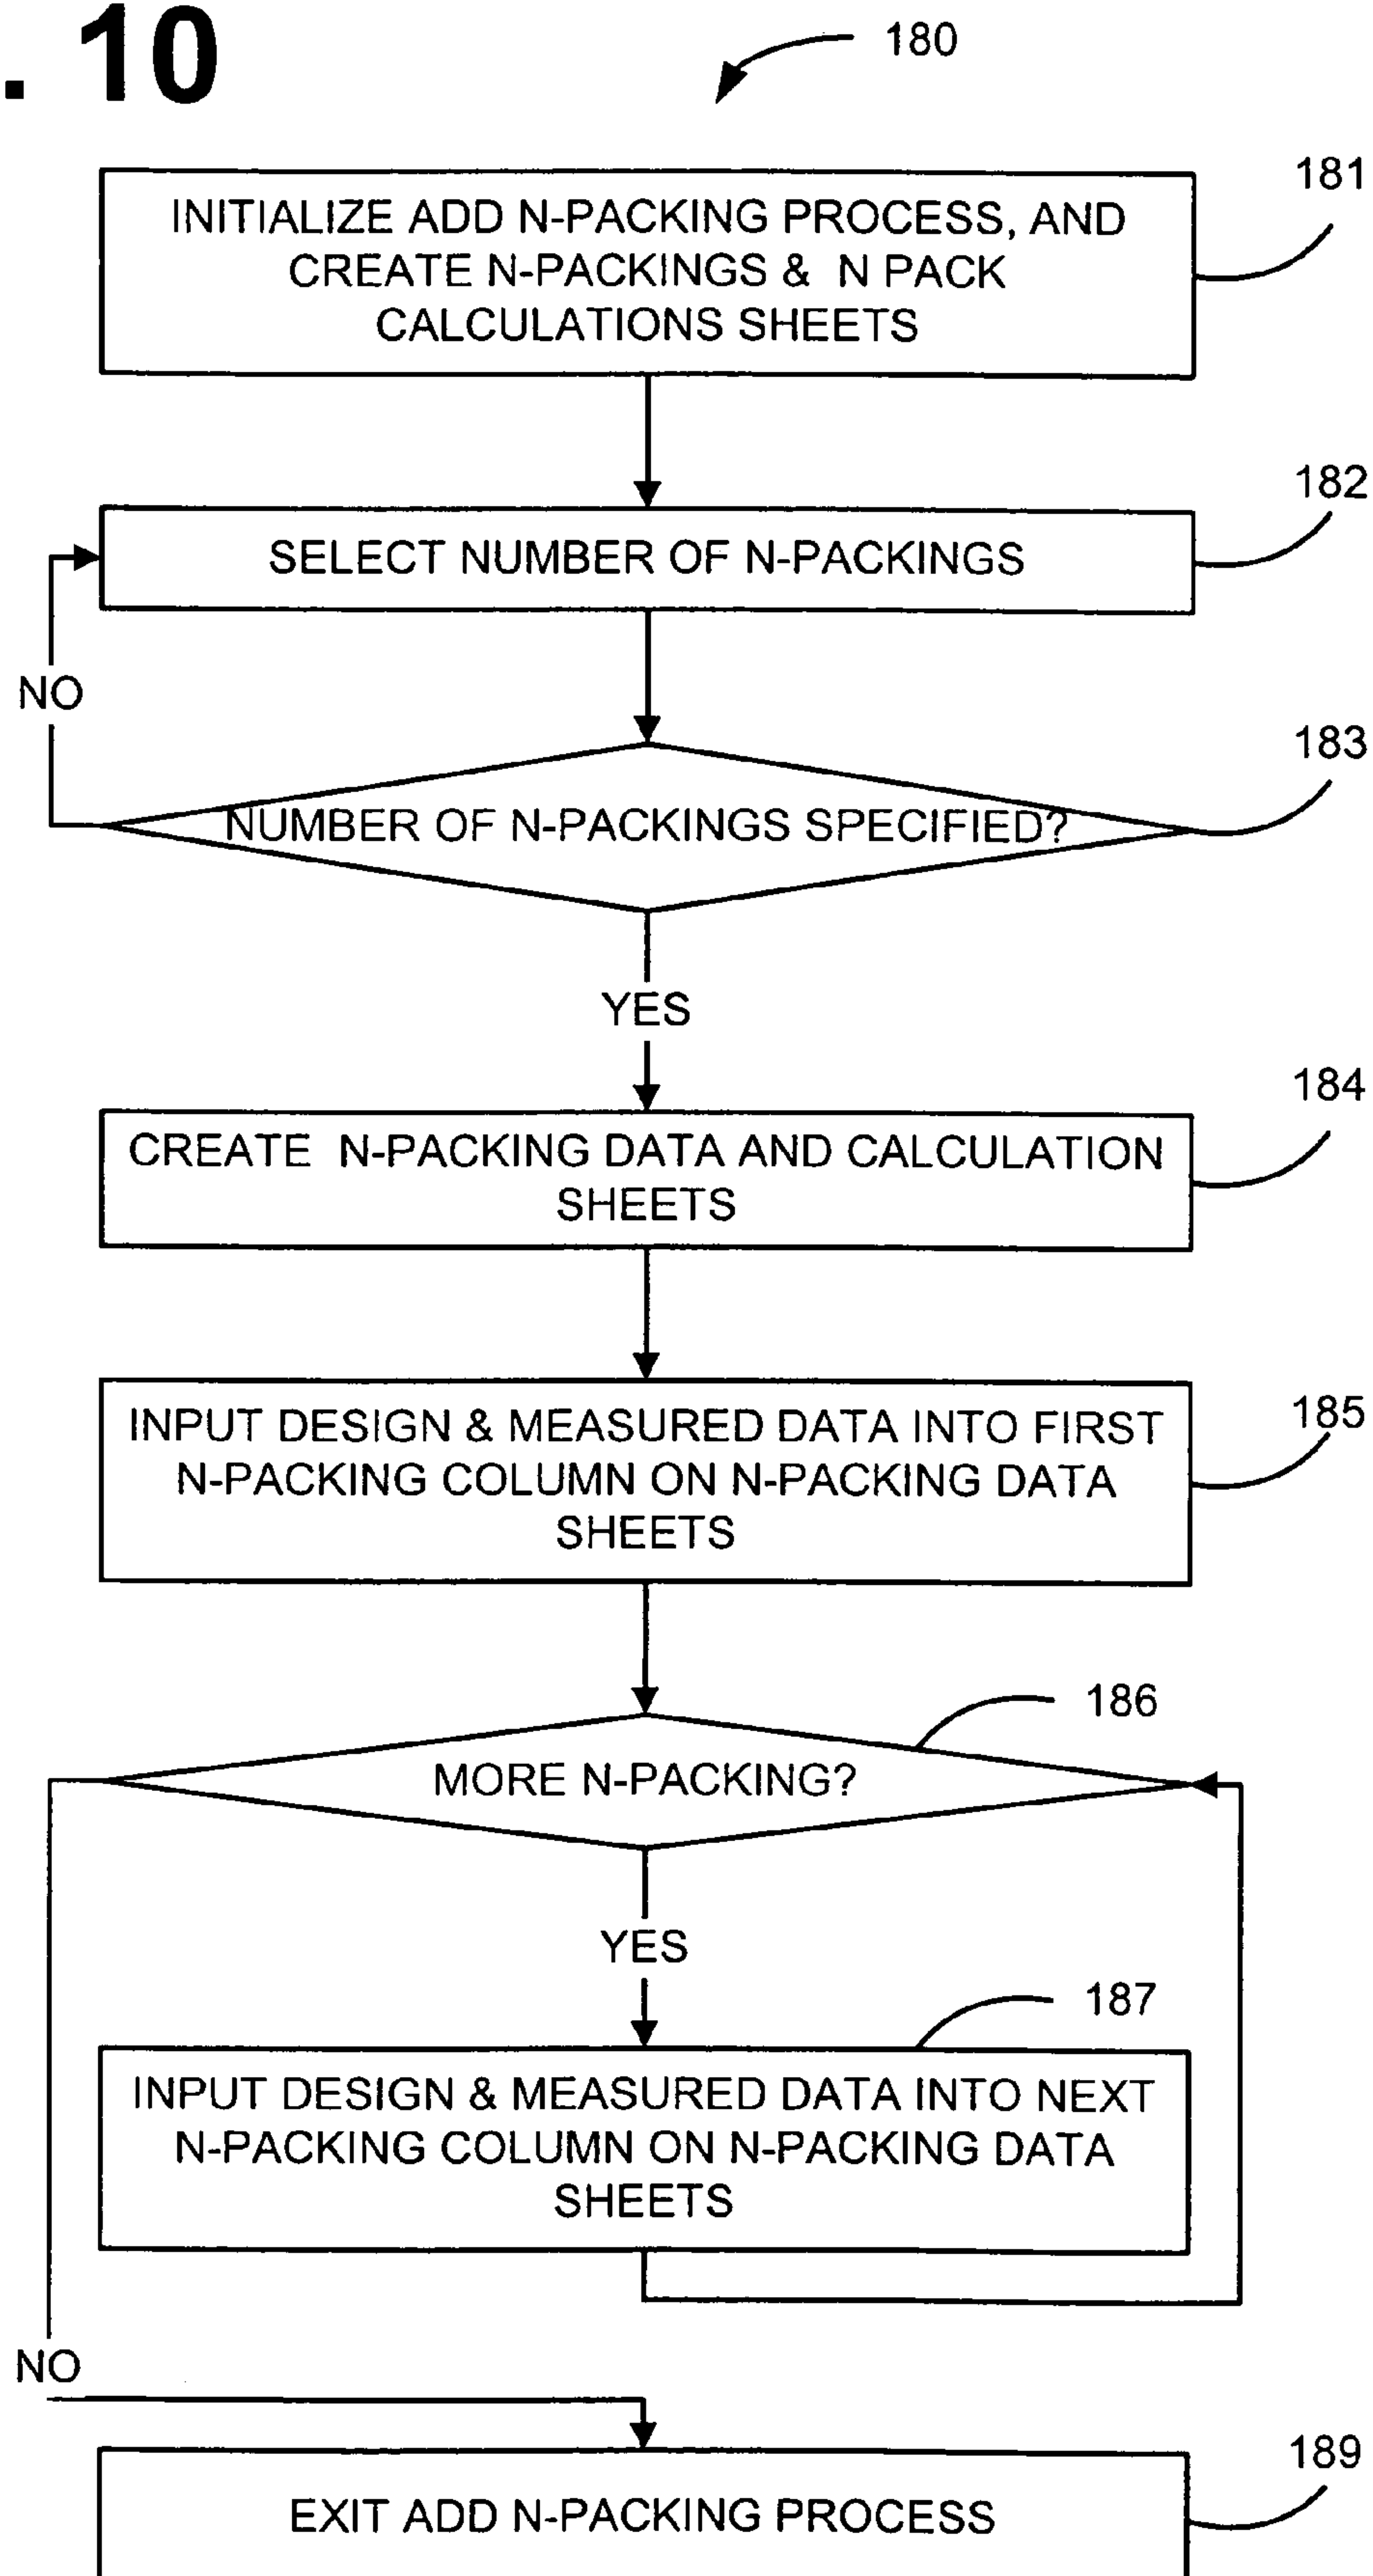 . 10
180
181
INITIALIZE ADD N-PACKING PROCESS, AND
CREATE N-PACKINGS & N PACK
CALCULATIONS SHEETS
182
SELECT NUMBER OF N-PACKINGS
NO
183
NUMBER OF N-PACKINGS SPECIFIED?
YES
184
CREATE N-PACKING DATA AND CALCULATION
SHEETS
185
INPUT DESIGN & MEASURED DATA INTO FIRST
N-PACKING COLUMN ON N-PACKING DATA
SHEETS
186
MORE N-PACKING?
YES
187
INPUT DESIGN & MEASURED DATA INTO NEXT
N-PACKING COLUMN ON N-PACKING DATA
SHEETS
NO
189
EXIT ADD N-PACKING PROCESS